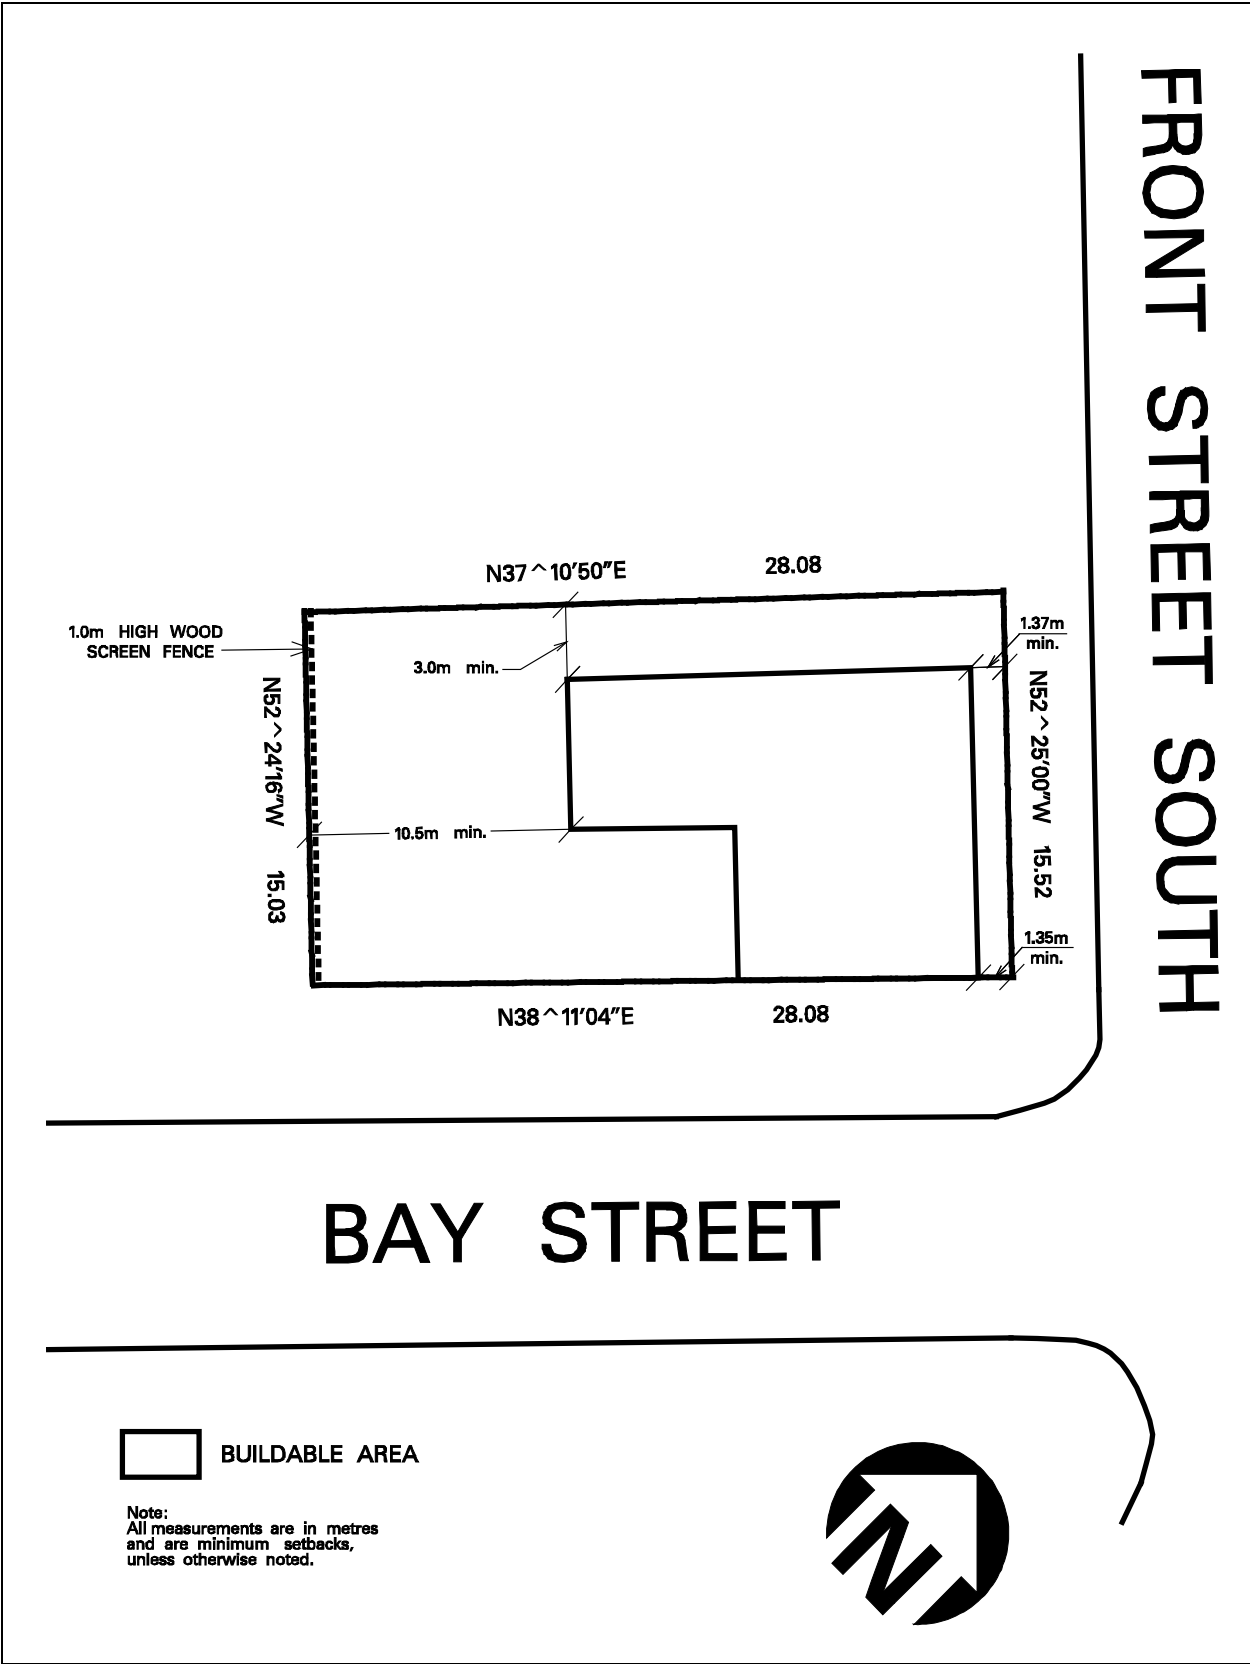 FRONT STREET SOUTH
N37^10'50"E 28.08
1.0m HIGH WOOD
SCREEN FENCE
1.37m
min.
3.0m min.
N52^24'16"W 15.03
N52^25'00"W 15.52
10.5m min.
1.35m
min.
N38^11'04"E 28.08
BAY STREET
BUILDABLE AREA
Note:
All measurements are in metres
and are minimum setbacks,
unless otherwise noted.
N